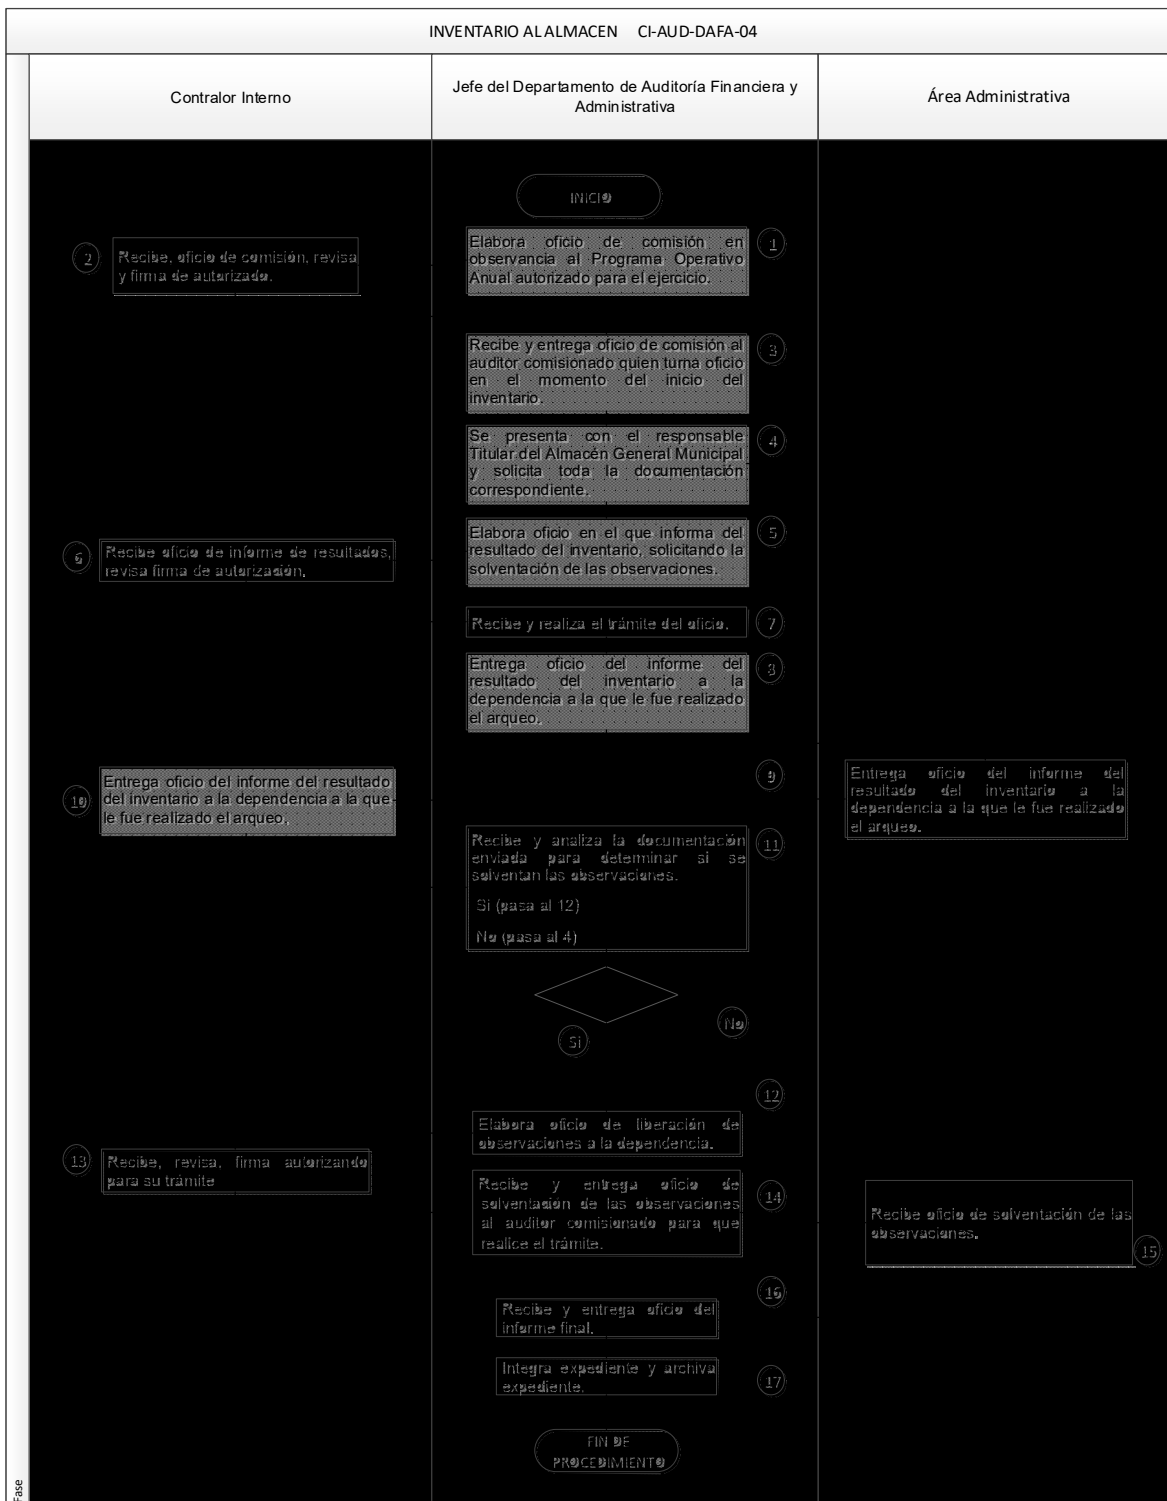 INVENTARIO AL ALMACEN CI-AUD-DAFA-04
Contralor Interno
Jefe del Departamento de Auditoría Financiera y
Administrativa
Área Administrativa
INICIO
1
Elabora oficio de comisión en
observancia al Programa Operativo
Anual autorizado para el ejercicio.
2
Recibe, oficio de comisión, revisa
y firma de autorizado.
3
Recibe y entrega oficio de comisión al
auditor comisionado quien turna oficio
en el momento del inicio del
inventario.
4
Se presenta con el responsable
Titular del Almacén General Municipal
y solicita toda la documentación
correspondiente.
5
Elabora oficio en el que informa del
resultado del inventario, solicitando la
solventación de las observaciones.
6
Recibe oficio de informe de resultados,
revisa firma de autorización.
7
Recibe y realiza el trámite del oficio.
8
Entrega oficio del informe del
resultado del inventario a la
dependencia a la que le fue realizado
el arqueo.
9
Entrega oficio del informe del
resultado del inventario a la
dependencia a la que le fue realizado
el arqueo.
10
Entrega oficio del informe del resultado
del inventario a la dependencia a la que
le fue realizado el arqueo.
11
Recibe y analiza la documentación
enviada para determinar si se
solventan las observaciones.
Si (pasa al 12)
No (pasa al 4)
No
Si
12
Elabora oficio de liberación de
observaciones a la dependencia.
13
Recibe, revisa, firma autorizando
para su trámite
14
Recibe y entrega oficio de
solventación de las observaciones
al auditor comisionado para que
realice el trámite.
Recibe oficio de solventación de las
observaciones.
15
16
Recibe y entrega oficio del
informe final.
Integra expediente y archiva
expediente.
17
FIN DE
PROCEDIMIENTO
Fase